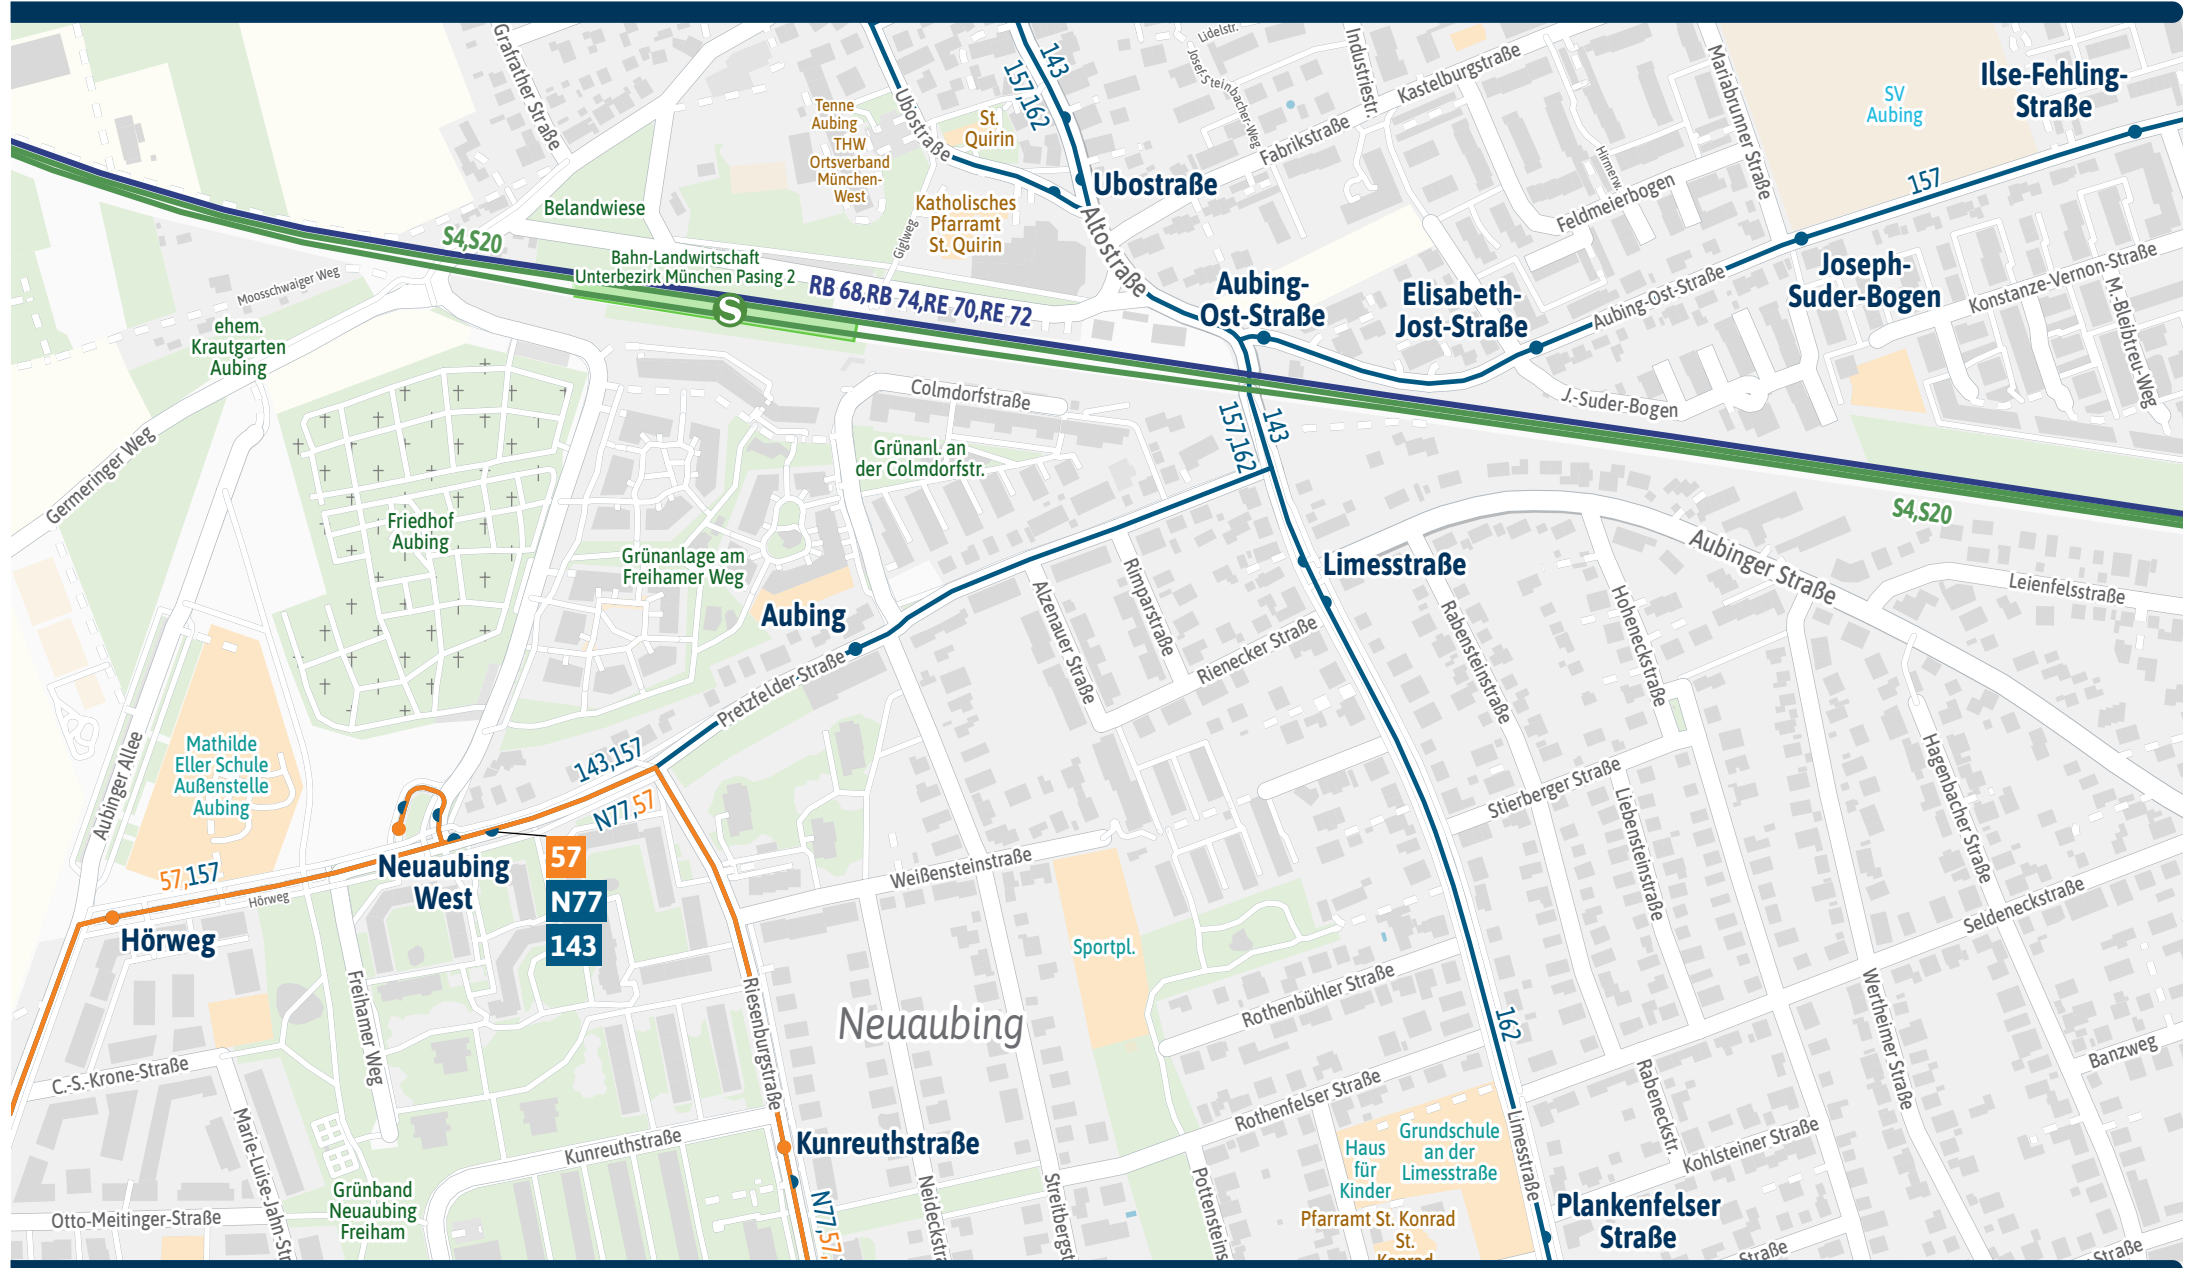 Grafrather Straße
Ubostraße
143
157,162
Lidelstr.
Josef-Steinbacher-Weg
Industriestr.
Kastelburgstraße
Fabrikstraße
Hirmerw.
Mariabrunner Straße
SV
Aubing
Ilse-Fehling-
Straße
Tenne
Aubing
THW
Ortsverband
München-
West
St.
Quirin
Katholisches
Pfarramt
St. Quirin
Giglweg
Ubostraße
Altostraße
Feldmeierbogen
157
Belandwiese
S4,S20
Bahn-Landwirtschaft
Unterbezirk München Pasing 2
S
RB 68,RB 74,RE 70,RE 72
Moosschwaiger Weg
ehem.
Krautgarten
Aubing
Aubing-
Ost-Straße
Elisabeth-
Jost-Straße
Aubing-Ost-Straße
Joseph-
Suder-Bogen
Konstanze-Vernon-Straße
M.-Bleibtreu-Weg
J.-Suder-Bogen
Colmdorfstraße
Grünanl. an
der Colmdorfstr.
157,162
143
Germeringer Weg
Friedhof
Aubing
Grünanlage am
Freihamer Weg
S4,S20
Aubinger Straße
Leienfelsstraße
Limesstraße
Aubing
Alzenauer Straße
Rimparstraße
Rienecker Straße
Rabensteinstraße
Hoheneckstraße
Pretzfelder-Straße
Mathilde
Eller Schule
Außenstelle
Aubing
Aubinger Allee
143,157
N77,57
Stierberger Straße
Liebensteinstraße
Hagenbacher Straße
57,157
Hörweg
Neuaubing
West
57
N77
143
Hörweg
Weißensteinstraße
Sportpl.
Seldeneckstraße
Freihamer Weg
Riesenburgstraße
Neuaubing
Rothenbühler Straße
162
Wertheimer Straße
Banzweg
C.-S.-Krone-Straße
Marie-Luise-Jahn-Str
Kunreuthstraße
Kunreuthstraße
Rothenfelser Straße
Haus
für
Kinder
Grundschule
an der
Limesstraße
Limesstraße
Rabeneckstr.
Kohlsteiner Straße
Grünband
Neuaubing
Freiham
Otto-Meitinger-Straße
N77,57,
Neideckstra
Streitbergst
Pottensteins
Pfarramt St. Konrad
St.
Konrad
Plankenfelser
Straße
Straße
Straße